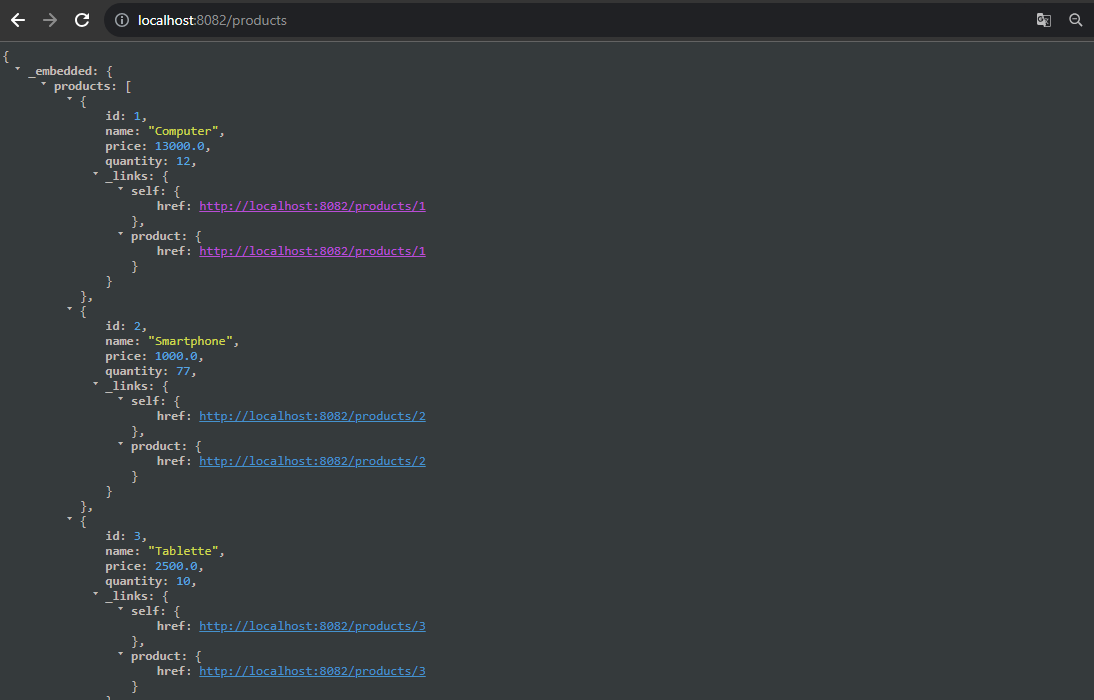 localhost:8082/products
{
_embedded: {
products: [
{
id: 1,
name: "Computer",
price: 13000.0,
quantity: 12,
_links: {
self: {
href: http://localhost:8082/products/1
},
product: {
href: http://localhost:8082/products/1
}
}
},
{
id: 2,
name: "Smartphone",
price: 1000.0,
quantity: 77,
_links: {
self: {
href: http://localhost:8082/products/2
},
product: {
href: http://localhost:8082/products/2
}
}
},
{
id: 3,
name: "Tablette",
price: 2500.0,
quantity: 10,
_links: {
self: {
href: http://localhost:8082/products/3
},
product: {
href: http://localhost:8082/products/3
}